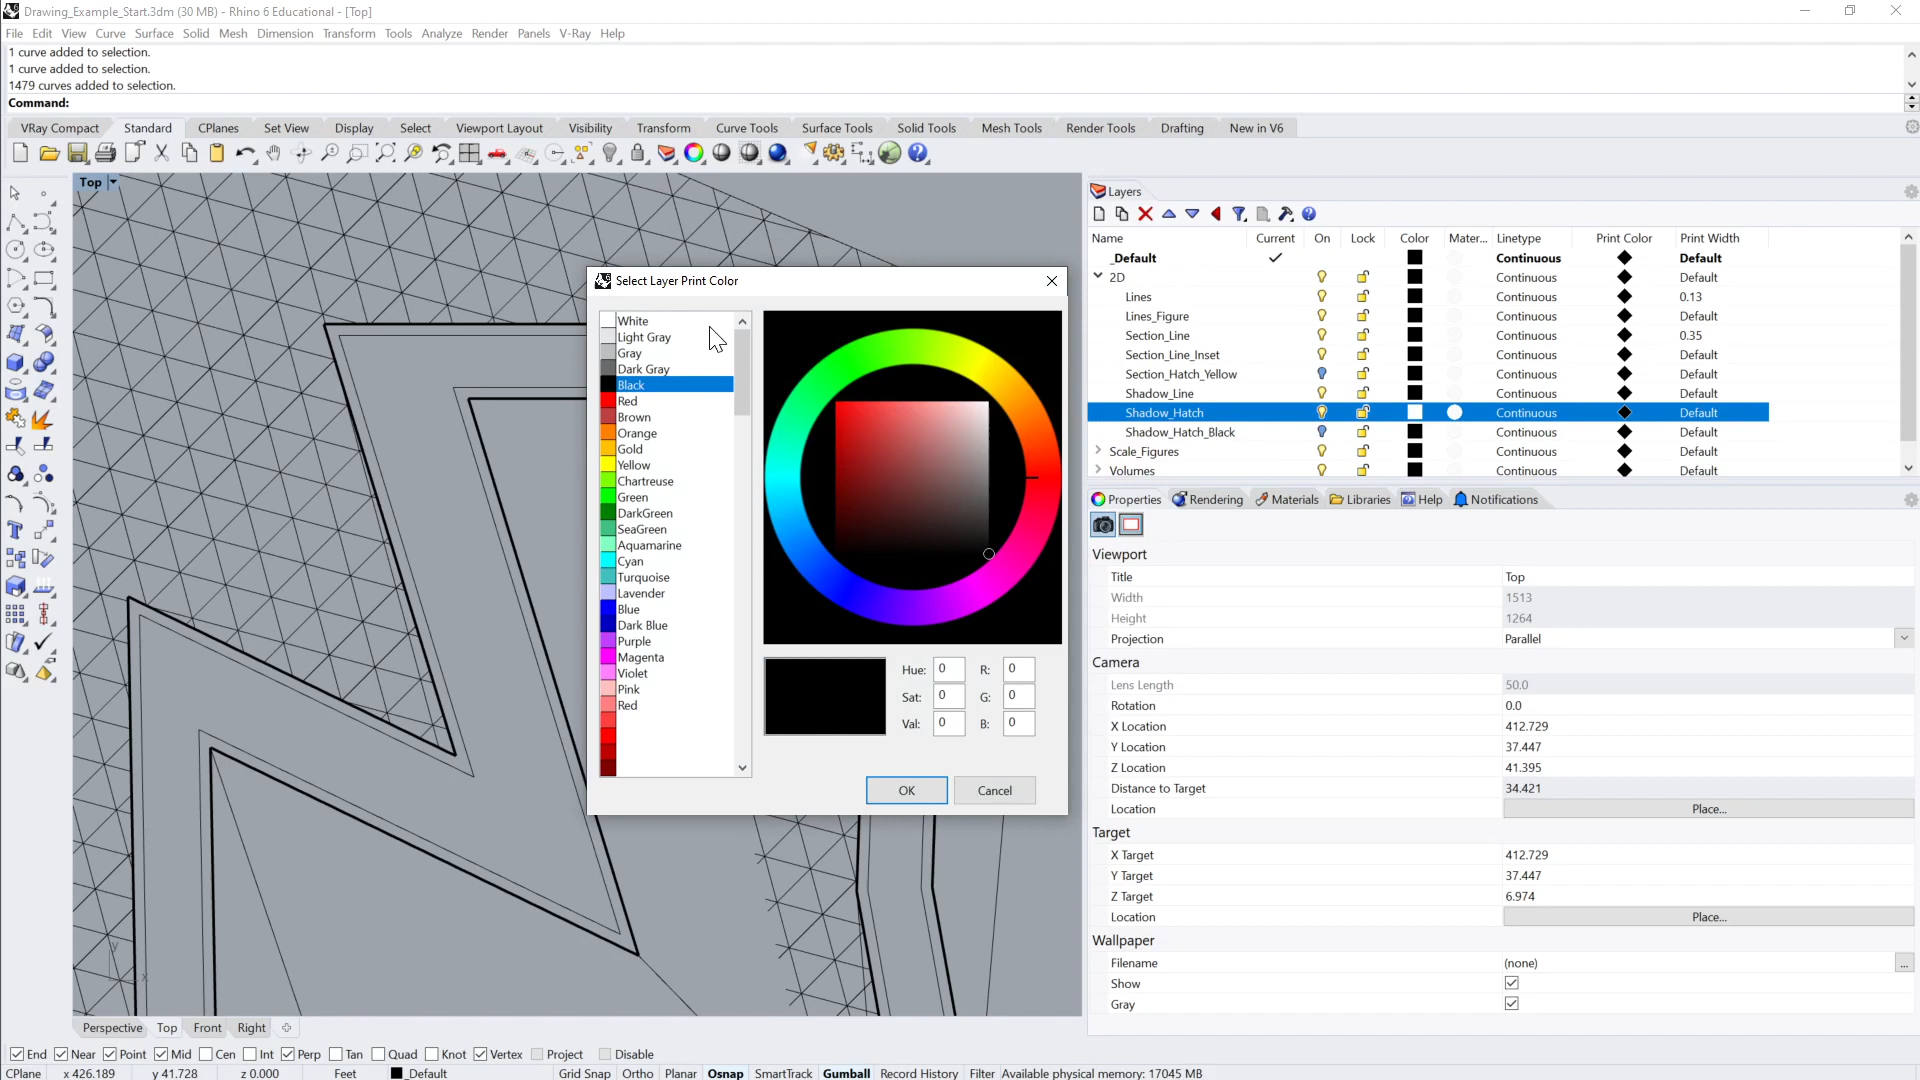 Drawing_Example_Start.3dm (30 MB) - Rhino 6 Educational - [Top]
File Edit View Curve Surface Solid Mesh Dimension Transform Tools Analyze Render Panels V-Ray Help
1 curve added to selection.
1 curve added to selection.
1479 curves added to selection.
Command:
VRay Compact Standard CPlanes Set View Display Select Viewport Layout Visibility Transform Curve Tools Surface Tools Solid Tools Mesh Tools Render Tools Drafting New in V6
Top
Layers
Name Current On Lock Color Mater... Linetype Print Color Print Width
_Default Continuous Default
2D Continuous Default
Lines Continuous 0.13
Lines_Figure Continuous Default
Section_Line Continuous 0.35
Section_Line_Inset Continuous Default
Section_Hatch_Yellow Continuous Default
Shadow_Line Continuous Default
Shadow_Hatch Continuous Default
Shadow_Hatch_Black Continuous Default
Scale_Figures Continuous Default
Volumes Continuous Default
Select Layer Print Color
White
Light Gray
Gray
Dark Gray
Black
Red
Brown
Orange
Gold
Yellow
Chartreuse
Green
DarkGreen
SeaGreen
Aquamarine
Cyan
Turquoise
Lavender
Blue
Dark Blue
Purple
Magenta
Violet
Pink
Red
Hue: 0 R: 0
Sat: 0 G: 0
Val: 0 B: 0
OK Cancel
Properties Rendering Materials Libraries Help Notifications
Viewport
Title Top
Width 1513
Height 1264
Projection Parallel
Camera
Lens Length 50.0
Rotation 0.0
X Location 412.729
Y Location 37.447
Z Location 41.395
Distance to Target 34.421
Location Place...
Target
X Target 412.729
Y Target 37.447
Z Target 6.974
Location Place...
Wallpaper
Filename (none) ...
Show
Gray
y
x
Perspective Top Front Right
End Near Point Mid Cen Int Perp Tan Quad Knot Vertex Project Disable
CPlane x 426.189 y 41.728 z 0.000 Feet _Default Grid Snap Ortho Planar Osnap SmartTrack Gumball Record History Filter Available physical memory: 17045 MB